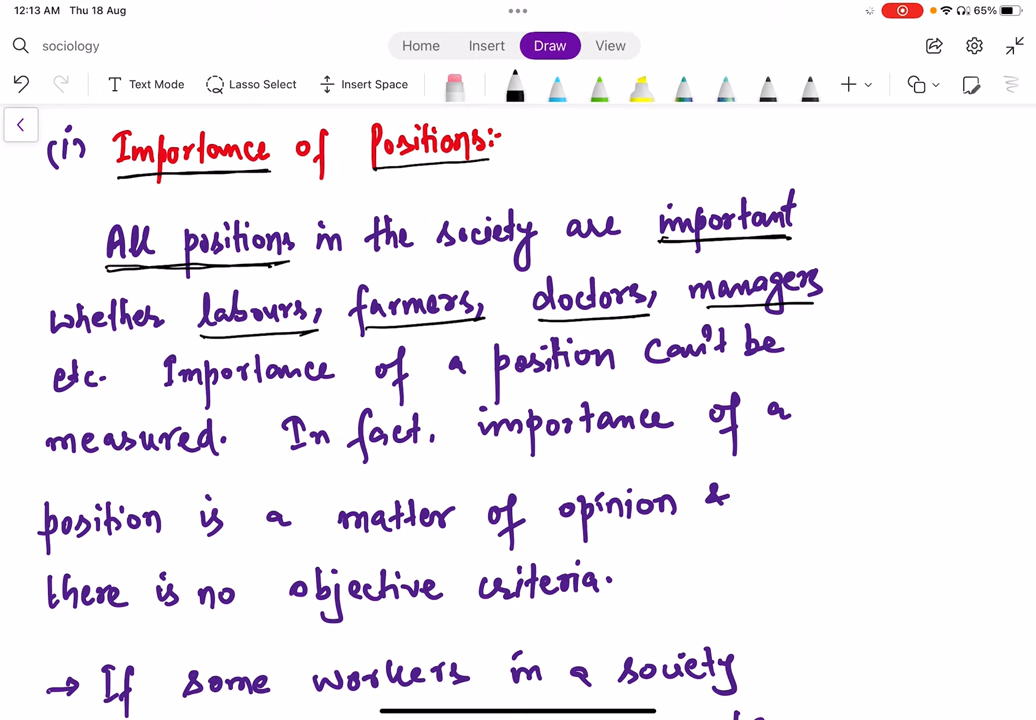 12:13 AM Thu 18 Aug
65%
sociology
Home Insert Draw View
Text Mode Lasso Select Insert Space
(i) Importance of Positions:-
All positions in the society are important
whether labours, farmers, doctors, managers
etc. Importance of a position can't be
measured. In fact, importance of a
position is a matter of opinion &
there is no objective criteria.
→ If some workers in a society